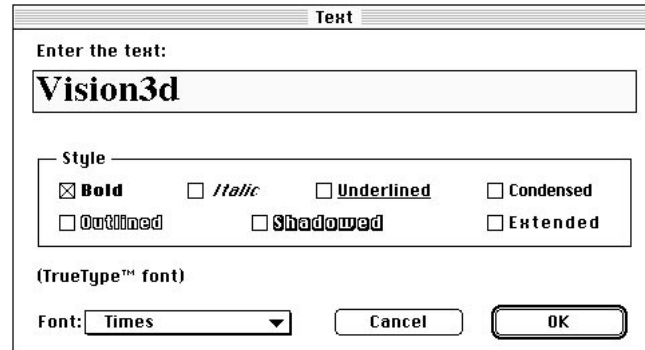 Text
Enter the text:
Vision3d
Style
Bold Italic Underlined Condensed
Outlined Shadowed Extended
(TrueType™ font)
Font: Times Cancel OK